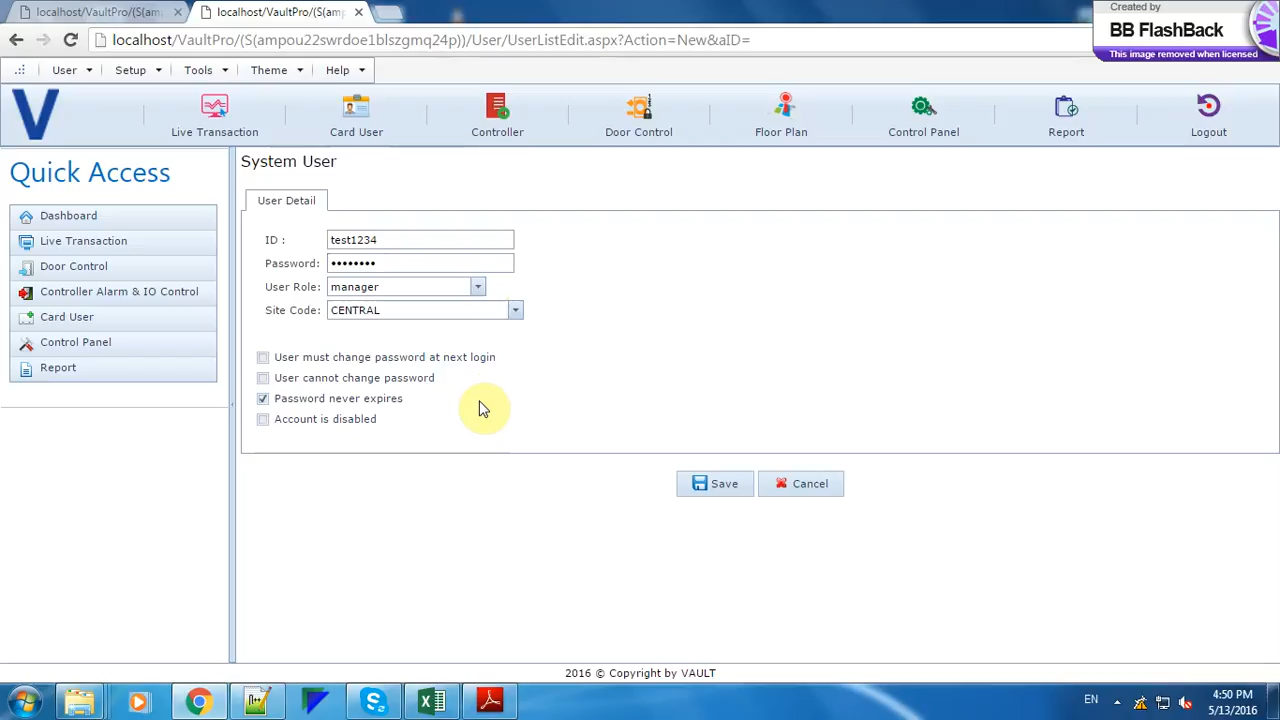 localhost/VaultPro/(S(amp
localhost/VaultPro/(S(amp
Created by
BB FlashBack
This image removed when licensed
localhost/VaultPro/(S(ampou22swrdoe1blszgmq24p))/User/UserListEdit.aspx?Action=New&aID=
User Setup Tools Theme Help
V
Live Transaction Card User Controller Door Control Floor Plan Control Panel Report Logout
Quick Access
Dashboard
Live Transaction
Door Control
Controller Alarm & IO Control
Card User
Control Panel
Report
System User
User Detail
ID : test1234
Password: ••••••••
User Role: manager
Site Code: CENTRAL
User must change password at next login
User cannot change password
Password never expires
Account is disabled
Save Cancel
2016 © Copyright by VAULT
EN
4:50 PM
5/13/2016